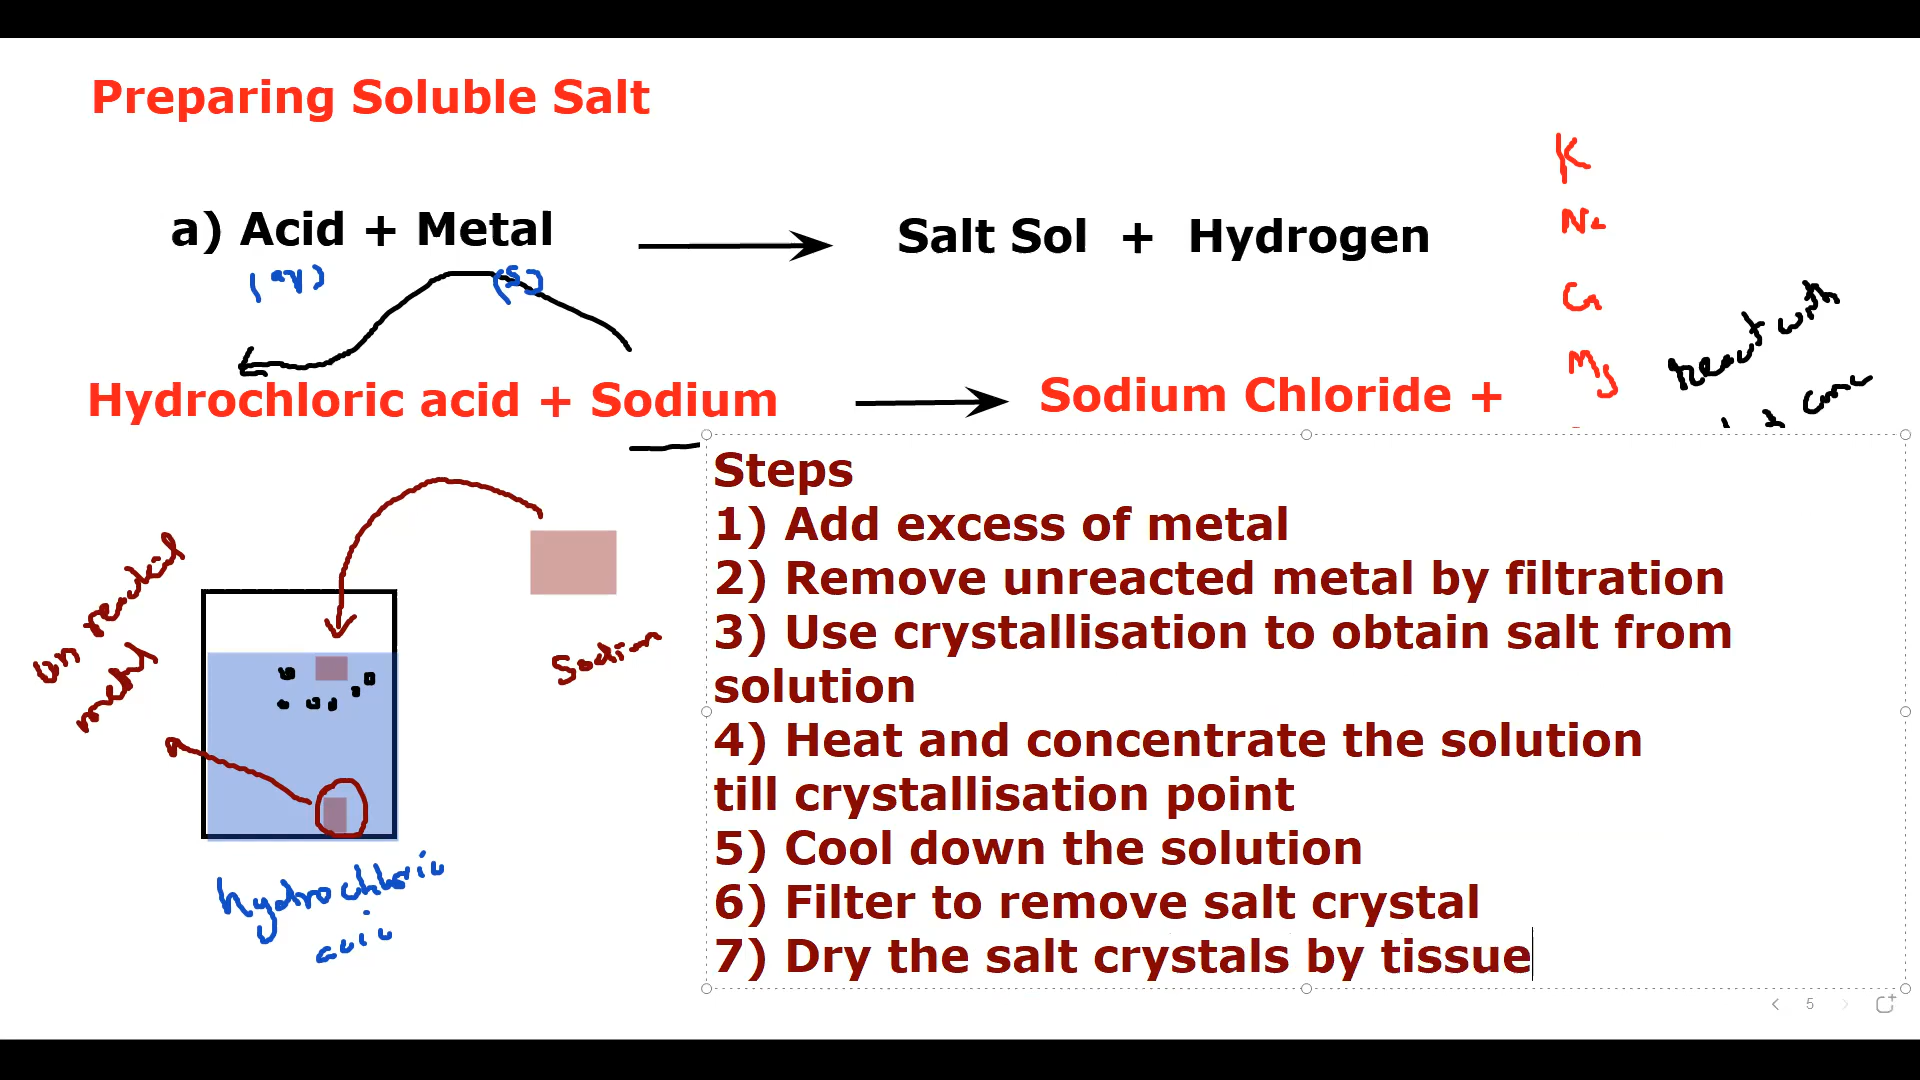 Preparing Soluble Salt
K
a) Acid + Metal
Salt Sol + Hydrogen
Na
(aq)
(s)
Ca
react with
Mg
Hydrochloric acid + Sodium
Sodium Chloride +
conc
Steps
1) Add excess of metal
2) Remove unreacted metal by filtration
3) Use crystallisation to obtain salt from
solution
4) Heat and concentrate the solution
till crystallisation point
5) Cool down the solution
6) Filter to remove salt crystal
7) Dry the salt crystals by tissue
un reacted
metal
Sodium
hydrochloric
5